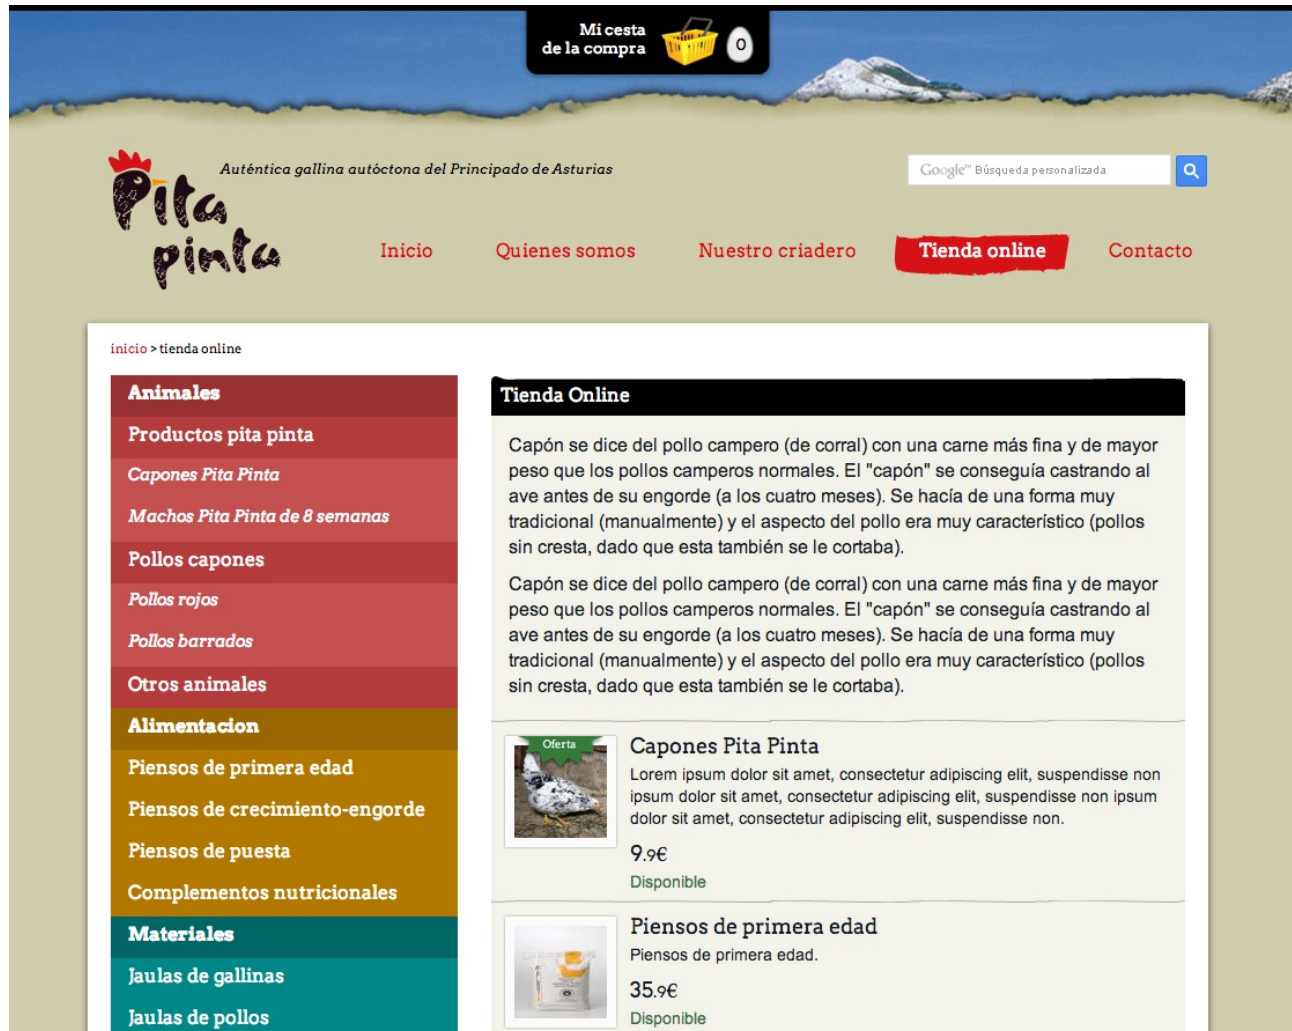 Mi cesta
de la compra
0
Pita
pinta
Auténtica gallina autóctona del Principado de Asturias
Google™ Búsqueda personalizada
Inicio
Quienes somos
Nuestro criadero
Tienda online
Contacto
inicio > tienda online
Animales
Productos pita pinta
Capones Pita Pinta
Machos Pita Pinta de 8 semanas
Pollos capones
Pollos rojos
Pollos barrados
Otros animales
Alimentacion
Piensos de primera edad
Piensos de crecimiento-engorde
Piensos de puesta
Complementos nutricionales
Materiales
Jaulas de gallinas
Jaulas de pollos
Tienda Online
Capón se dice del pollo campero (de corral) con una carne más fina y de mayor
peso que los pollos camperos normales. El "capón" se conseguía castrando al
ave antes de su engorde (a los cuatro meses). Se hacía de una forma muy
tradicional (manualmente) y el aspecto del pollo era muy característico (pollos
sin cresta, dado que esta también se le cortaba).
Capón se dice del pollo campero (de corral) con una carne más fina y de mayor
peso que los pollos camperos normales. El "capón" se conseguía castrando al
ave antes de su engorde (a los cuatro meses). Se hacía de una forma muy
tradicional (manualmente) y el aspecto del pollo era muy característico (pollos
sin cresta, dado que esta también se le cortaba).
Oferta
Capones Pita Pinta
Lorem ipsum dolor sit amet, consectetur adipiscing elit, suspendisse non
ipsum dolor sit amet, consectetur adipiscing elit, suspendisse non ipsum
dolor sit amet, consectetur adipiscing elit, suspendisse non.
9.9€
Disponible
Piensos de primera edad
Piensos de primera edad.
35.9€
Disponible